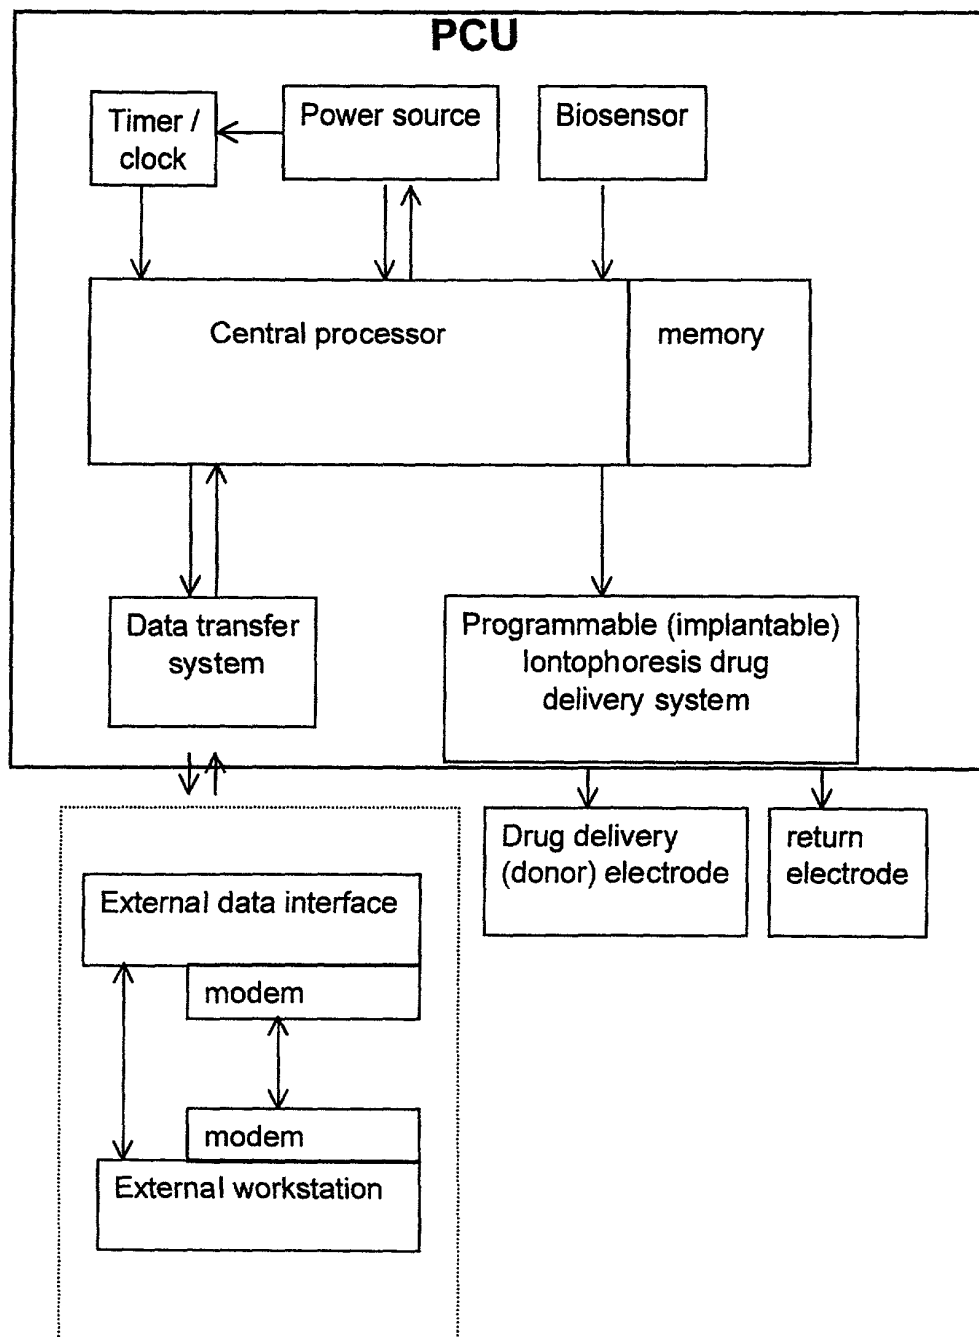 PCU
Timer /
clock
Power source
Biosensor
Central processor
memory
Data transfer
system
Programmable (implantable)
Iontophoresis drug
delivery system
Drug delivery
(donor) electrode
return
electrode
External data interface
modem
modem
External workstation